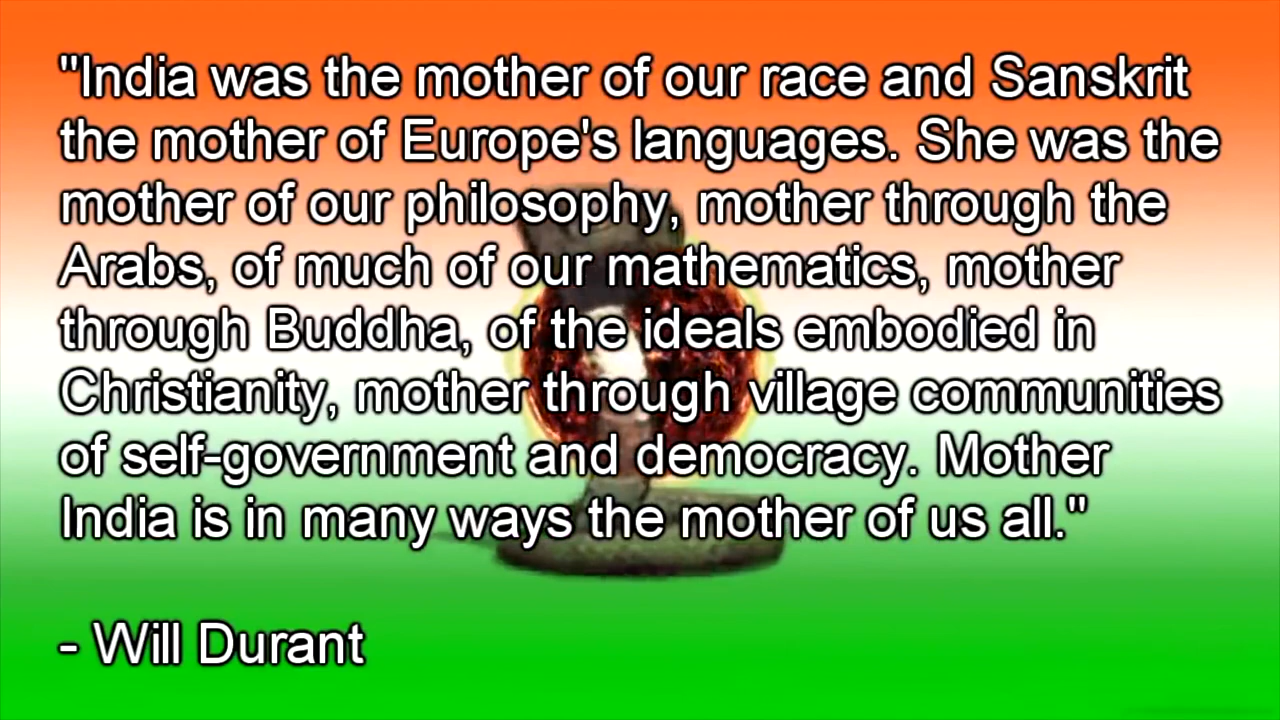 "India was the mother of our race and Sanskrit
the mother of Europe's languages. She was the
mother of our philosophy, mother through the
Arabs, of much of our mathematics, mother
through Buddha, of the ideals embodied in
Christianity, mother through village communities
of self-government and democracy. Mother
India is in many ways the mother of us all."
- Will Durant